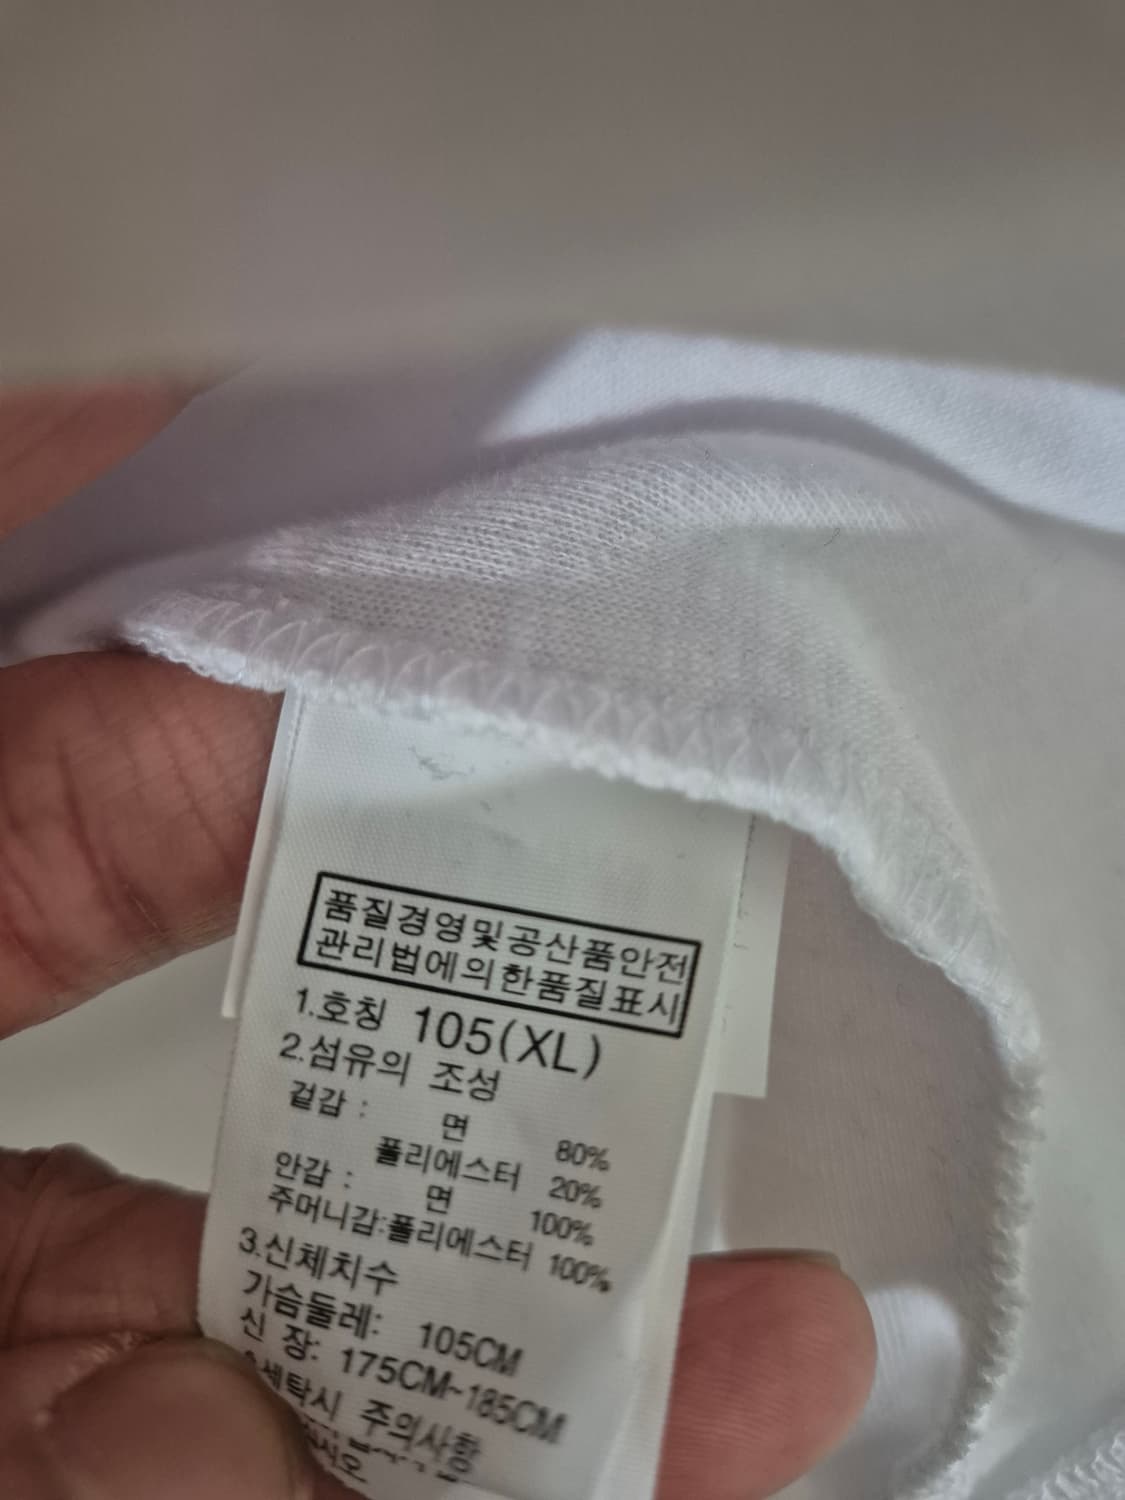 품질경영및공산품안전
관리법에의한품질표시
1.호칭 105(XL)
2.섬유의 조성
겉감 : 면 80%
폴리에스터 20%
안감 : 면 100%
주머니감:폴리에스터 100%
3.신체치수
가슴둘레: 105CM
신 장: 175CM~185CM
세탁시 주의사항